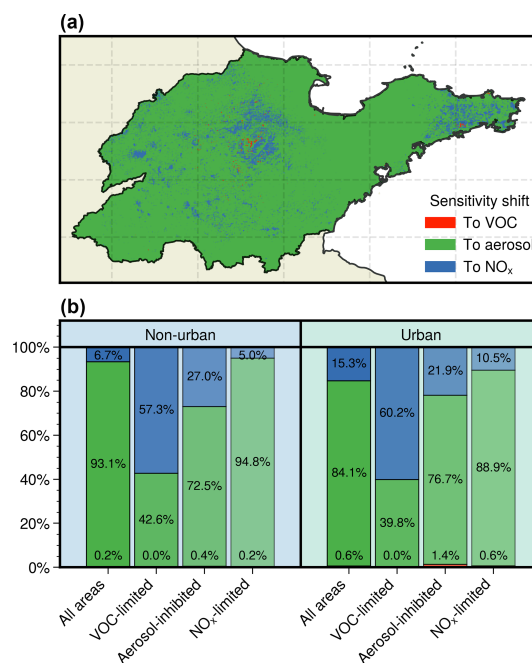 (a)
Sensitivity shift
To VOC
To aerosol
To NOₓ
(b)
Non-urban Urban
100% 6.7% 57.3% 27.0% 5.0% 15.3% 60.2% 21.9% 10.5%
80%
60%
40%
20%
0%
93.1% 42.6% 72.5% 94.8% 84.1% 39.8% 76.7% 88.9%
0.2% 0.0% 0.4% 0.2% 0.6% 0.0% 1.4% 0.6%
All areas
VOC-limited
Aerosol-inhibited
NOₓ-limited
All areas
VOC-limited
Aerosol-inhibited
NOₓ-limited